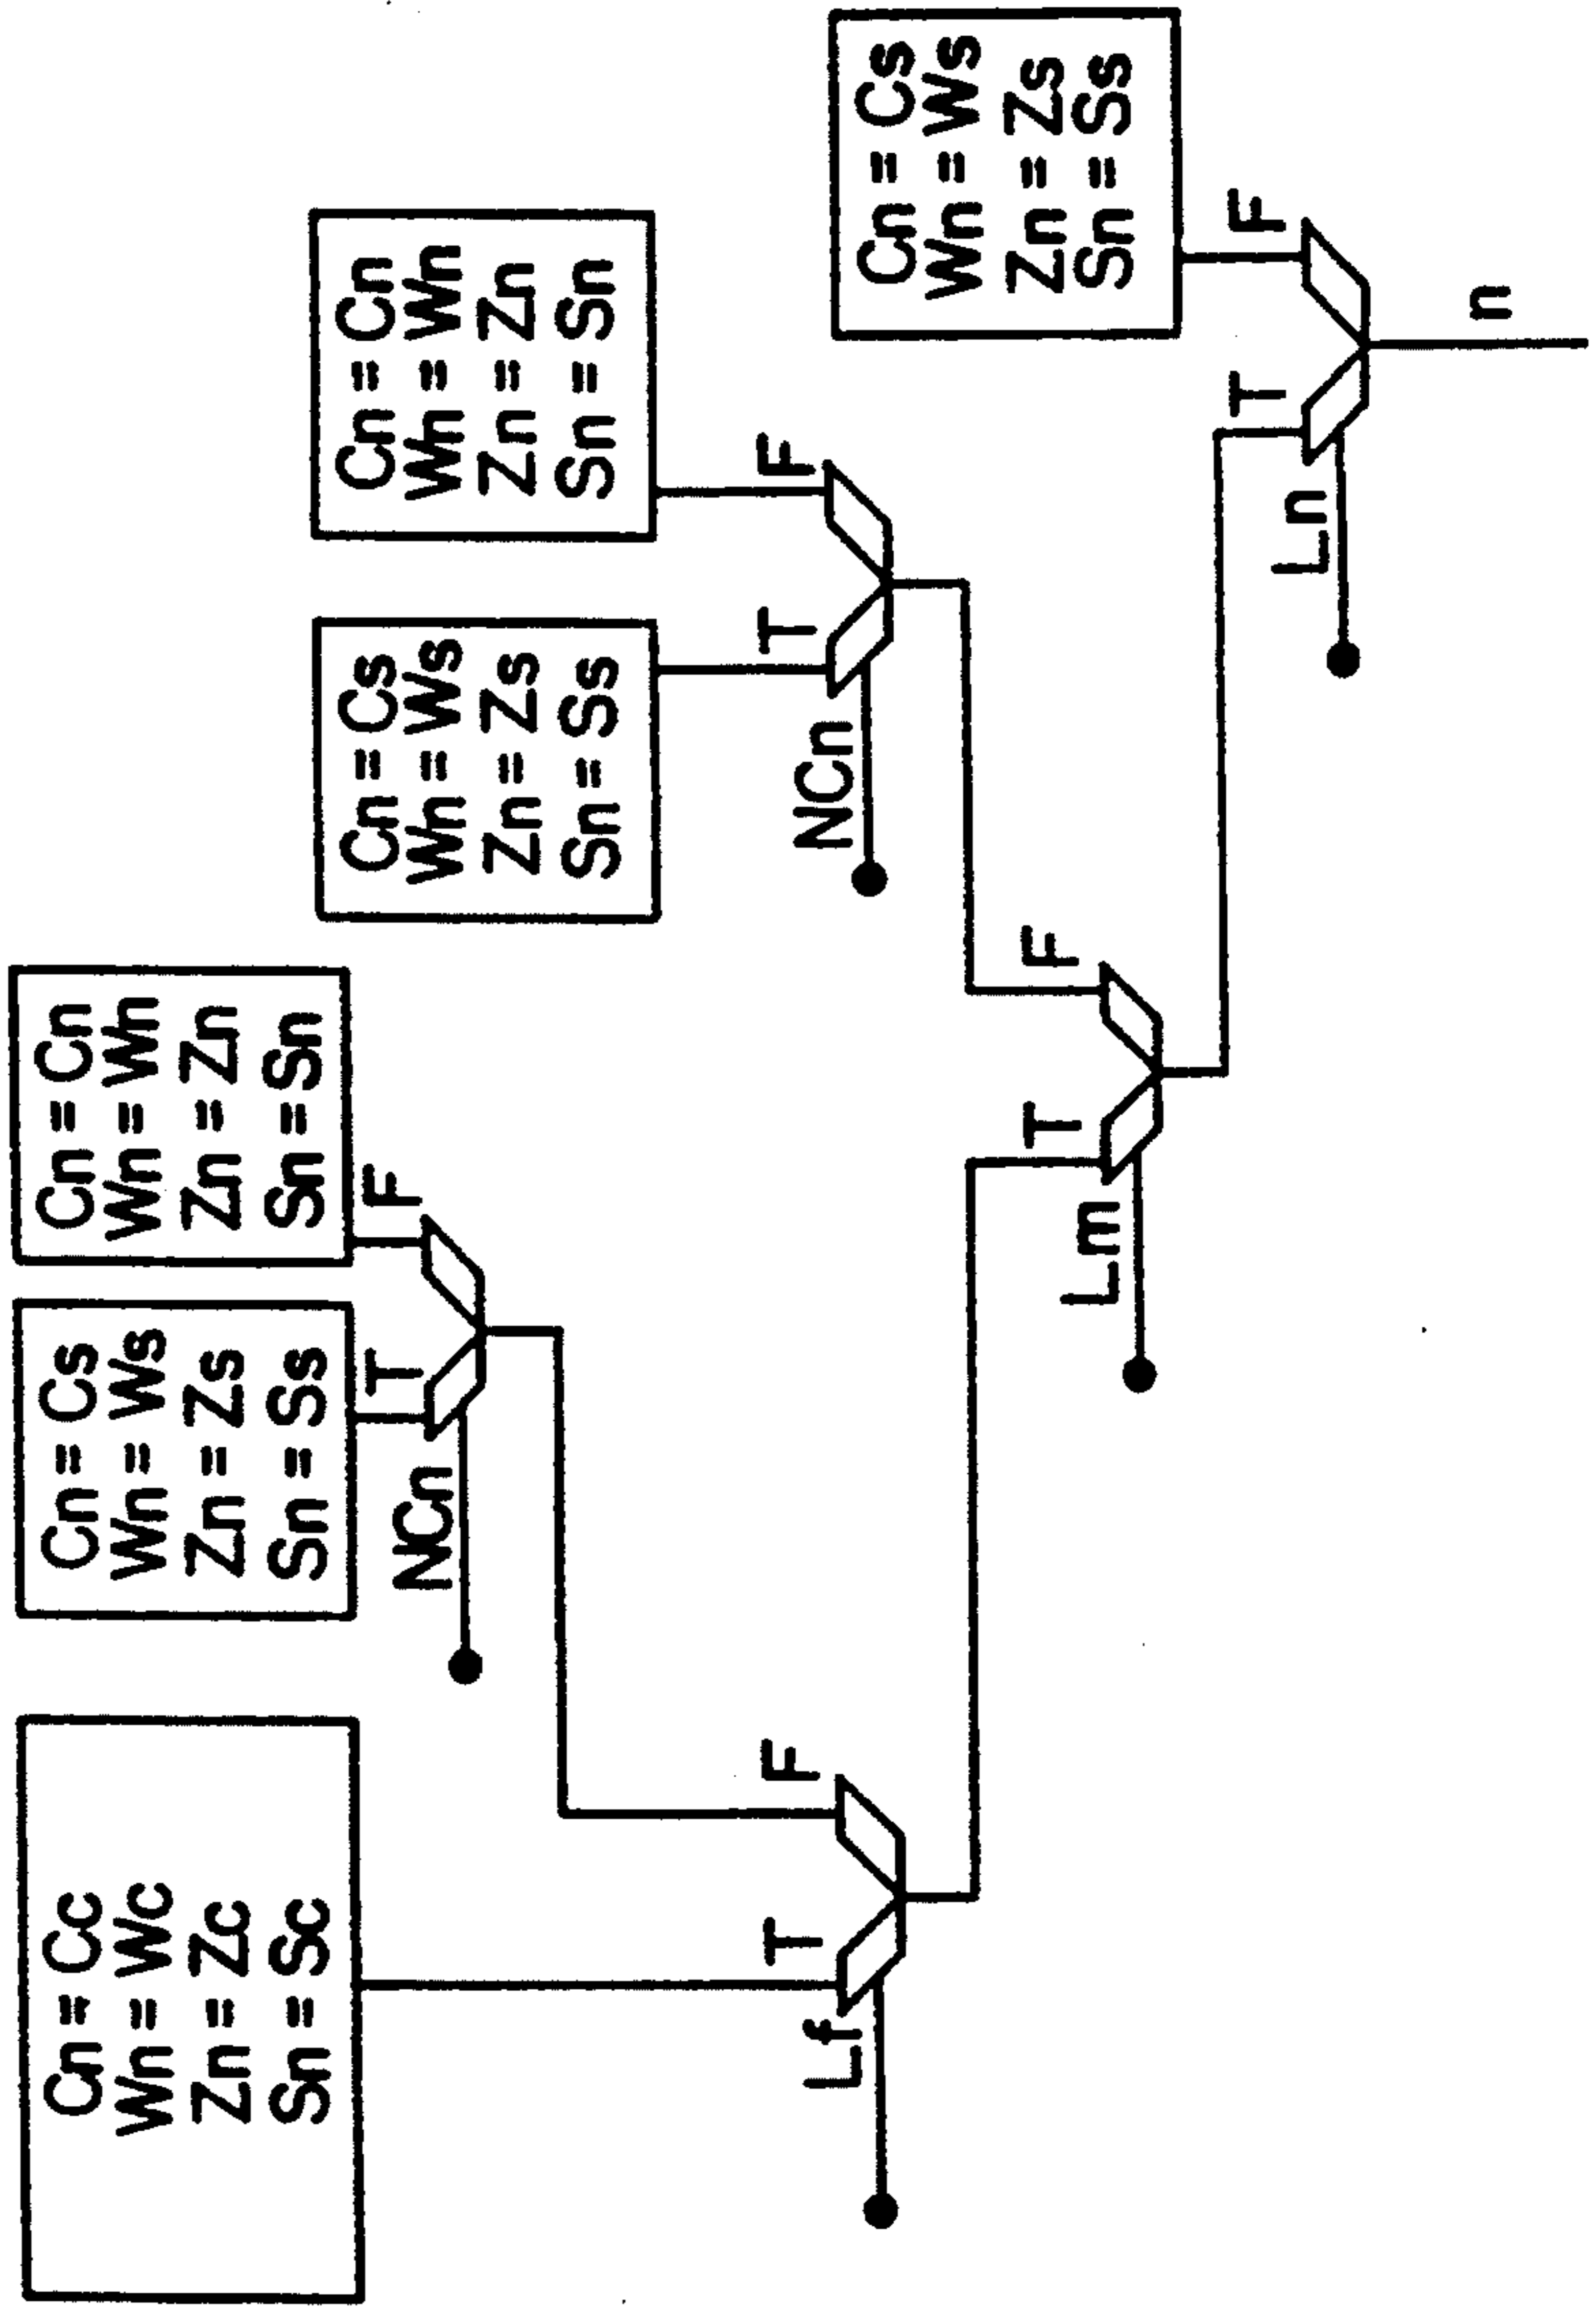 Cn = Cc
Wn = Wc
Zn = Zc
Sn = Sc
Cn = Cs
Wn = Ws
Zn = Zs
Sn = Ss
Cn = Cn
Wn = Wn
Zn = Zn
Sn = Sn
T
F
NCn
Cn = Cs
Wn = Ws
Zn = Zs
Sn = Ss
Cn = Cn
Wn = Wn
Zn = Zn
Sn = Sn
T
F
Lf
T
F
NCn
Cn = Cs
Wn = Ws
Zn = Zs
Sn = Ss
T
F
Lm
T
F
Ln
n